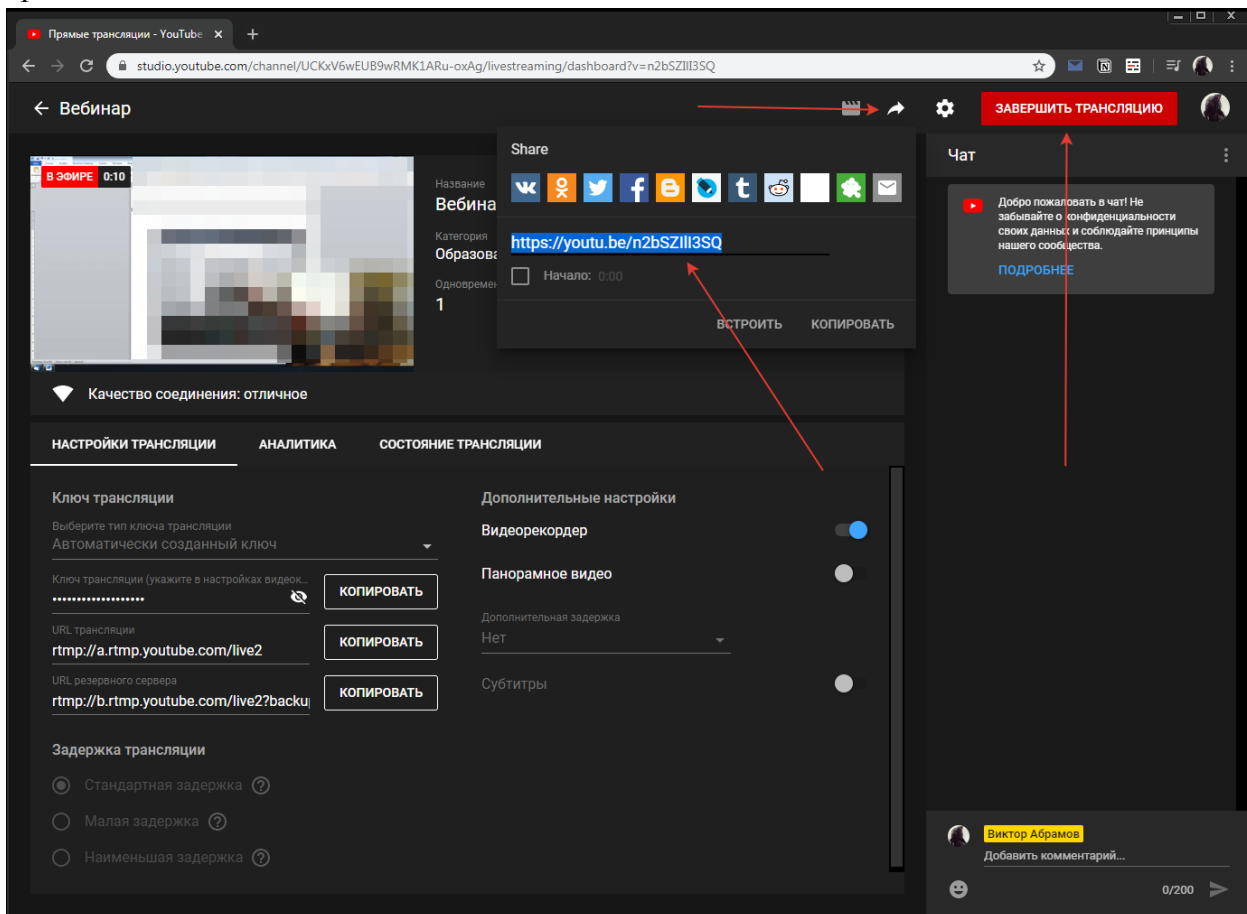 Прямые трансляции - YouTube
studio.youtube.com/channel/UCKxV6wEUB9wRMK1ARu-oxAg/livestreaming/dashboard?v=n2bSZIII3SQ
Вебинар
ЗАВЕРШИТЬ ТРАНСЛЯЦИЮ
В ЭФИРЕ 0:10
Название
Вебина
Категория
Образова
Одновремен
1
Share
https://youtu.be/n2bSZIII3SQ
Начало: 0:00
ВСТРОИТЬ КОПИРОВАТЬ
Качество соединения: отличное
Чат
Добро пожаловать в чат! Не
забывайте о конфиденциальности
своих данных и соблюдайте принципы
нашего сообщества.
ПОДРОБНЕЕ
НАСТРОЙКИ ТРАНСЛЯЦИИ АНАЛИТИКА СОСТОЯНИЕ ТРАНСЛЯЦИИ
Ключ трансляции
Выберите тип ключа трансляции
Автоматически созданный ключ
Ключ трансляции (укажите в настройках видеок...
КОПИРОВАТЬ
URL трансляции
rtmp://a.rtmp.youtube.com/live2
КОПИРОВАТЬ
URL резервного сервера
rtmp://b.rtmp.youtube.com/live2?backu
КОПИРОВАТЬ
Задержка трансляции
Стандартная задержка
Малая задержка
Наименьшая задержка
Дополнительные настройки
Видеорекордер
Панорамное видео
Дополнительная задержка
Нет
Субтитры
Виктор Абрамов
Добавить комментарий...
0/200